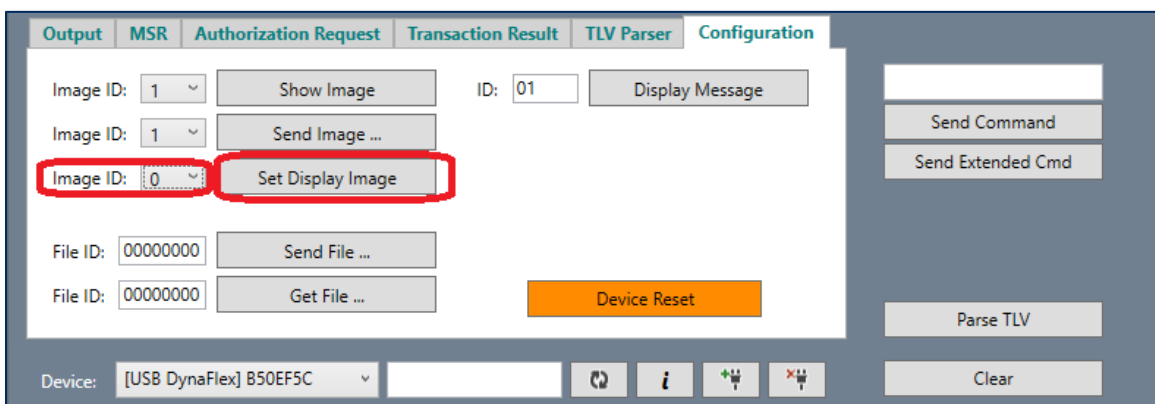 Output MSR Authorization Request Transaction Result TLV Parser Configuration
Image ID: 1 Show Image ID: 01 Display Message
Image ID: 1 Send Image ... Send Command
Image ID: 0 Set Display Image Send Extended Cmd
File ID: 00000000 Send File ...
File ID: 00000000 Get File ... Device Reset
Parse TLV
Device: [USB DynaFlex] B50EF5C i Clear